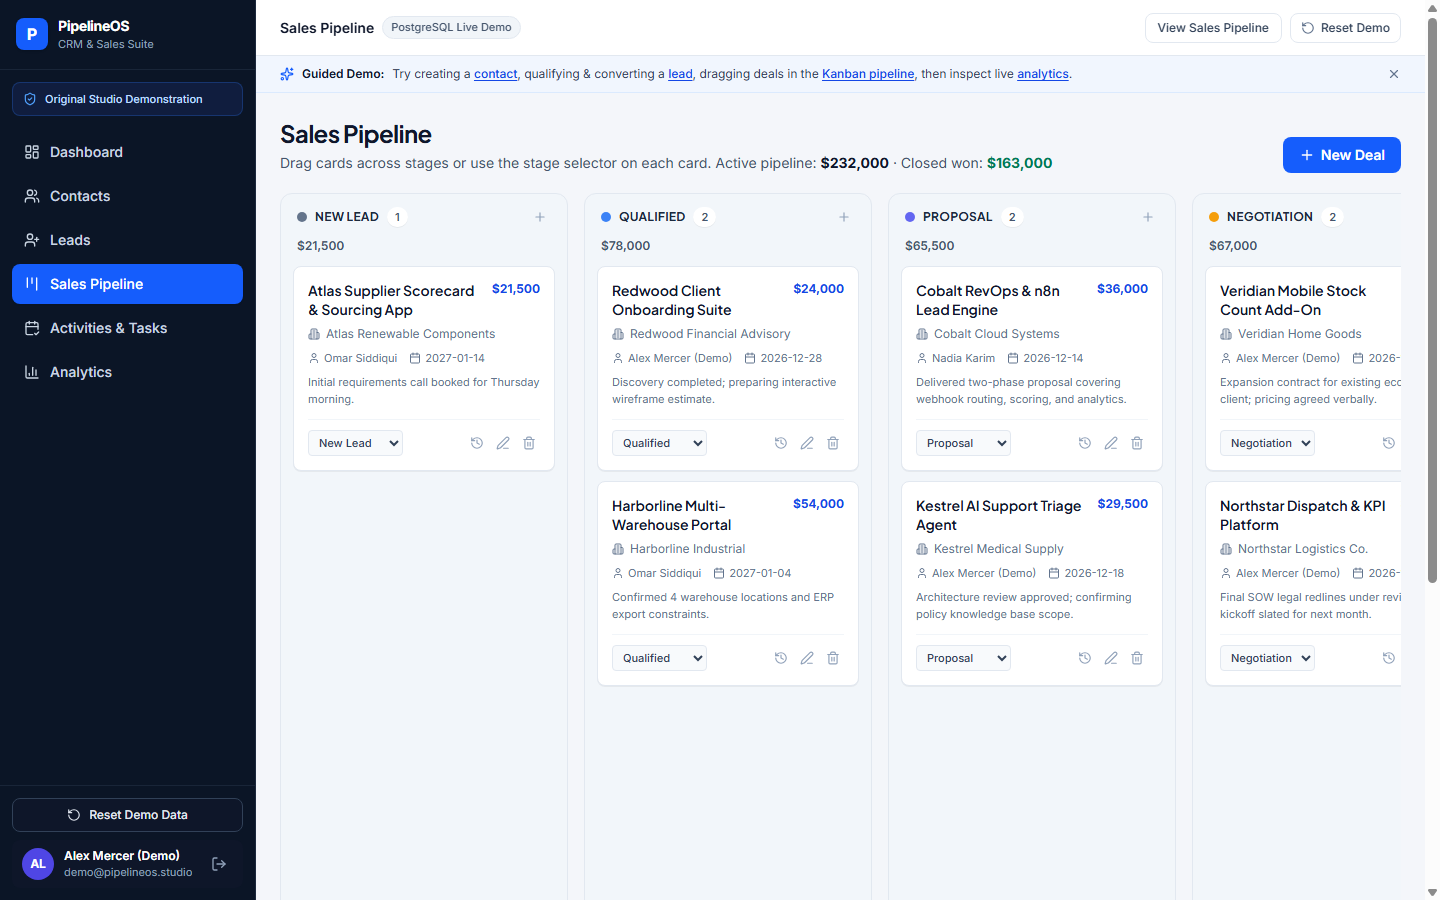 P
PipelineOS
CRM & Sales Suite
Original Studio Demonstration
Dashboard
Contacts
Leads
Sales Pipeline
Activities & Tasks
Analytics
Reset Demo Data
AL
Alex Mercer (Demo)
demo@pipelineos.studio
Sales Pipeline
PostgreSQL Live Demo
View Sales Pipeline
Reset Demo
Guided Demo: Try creating a contact, qualifying & converting a lead, dragging deals in the Kanban pipeline, then inspect live analytics.
Sales Pipeline
Drag cards across stages or use the stage selector on each card. Active pipeline: $232,000 · Closed won: $163,000
New Deal
NEW LEAD 1
$21,500
Atlas Supplier Scorecard $21,500
& Sourcing App
Atlas Renewable Components
Omar Siddiqui 2027-01-14
Initial requirements call booked for Thursday
morning.
New Lead
QUALIFIED 2
$78,000
Redwood Client $24,000
Onboarding Suite
Redwood Financial Advisory
Alex Mercer (Demo) 2026-12-28
Discovery completed; preparing interactive
wireframe estimate.
Qualified
Harborline Multi- $54,000
Warehouse Portal
Harborline Industrial
Omar Siddiqui 2027-01-04
Confirmed 4 warehouse locations and ERP
export constraints.
Qualified
PROPOSAL 2
$65,500
Cobalt RevOps & n8n $36,000
Lead Engine
Cobalt Cloud Systems
Nadia Karim 2026-12-14
Delivered two-phase proposal covering
webhook routing, scoring, and analytics.
Proposal
Kestrel AI Support Triage $29,500
Agent
Kestrel Medical Supply
Alex Mercer (Demo) 2026-12-18
Architecture review approved; confirming
policy knowledge base scope.
Proposal
NEGOTIATION 2
$67,000
Veridian Mobile Stock
Count Add-On
Veridian Home Goods
Alex Mercer (Demo) 2026-
Expansion contract for existing
client; pricing agreed verbally.
Negotiation
Northstar Dispatch & KPI
Platform
Northstar Logistics Co.
Alex Mercer (Demo) 2026-
Final SOW legal redlines under
kickoff slated for next month.
Negotiation